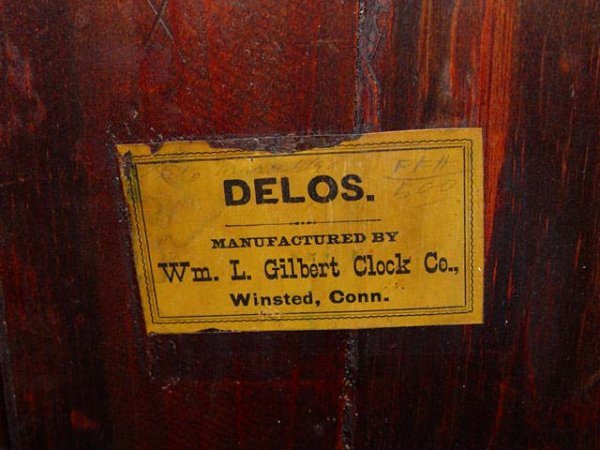 DELOS.
MANUFACTURED BY
Wm. L. Gilbert Clock Co.,
Winsted, Conn.